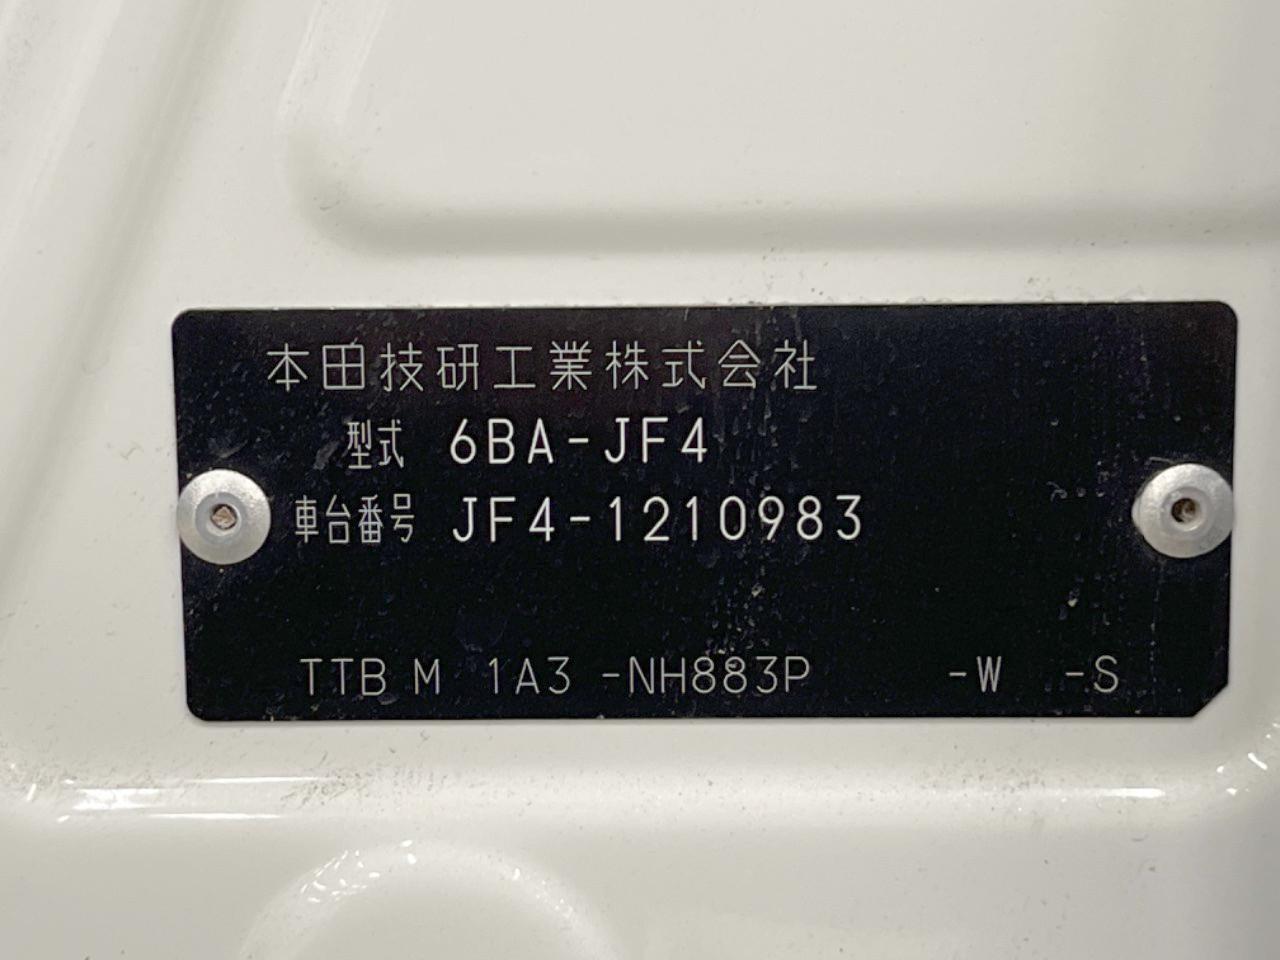 本田技研工業株式会社
型式 6BA-JF4
車台番号 JF4-1210983
TTB M 1A3 -NH883P -W -S